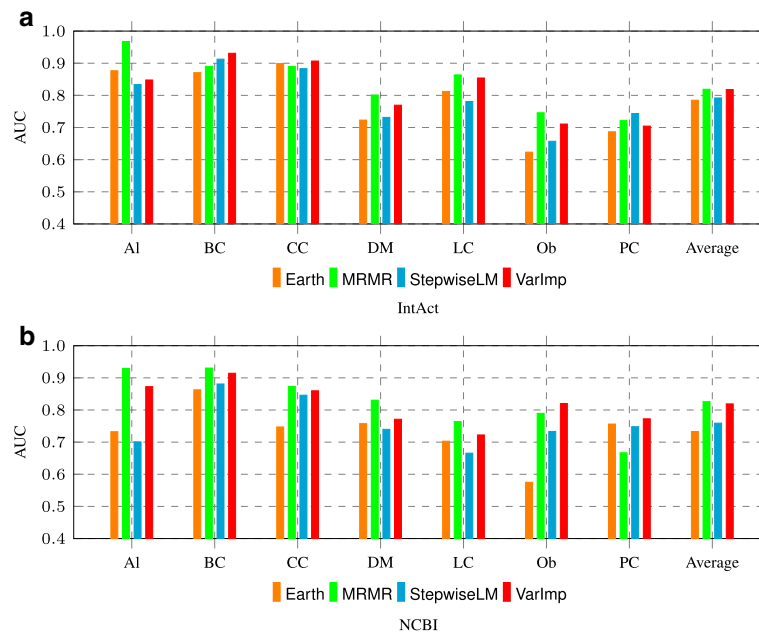 a
1.0
0.9
0.8
0.7
0.6
0.5
0.4
AUC
Al BC CC DM LC Ob PC Average
Earth MRMR StepwiseLM VarImp
IntAct
b
1.0
0.9
0.8
0.7
0.6
0.5
0.4
AUC
Al BC CC DM LC Ob PC Average
Earth MRMR StepwiseLM VarImp
NCBI